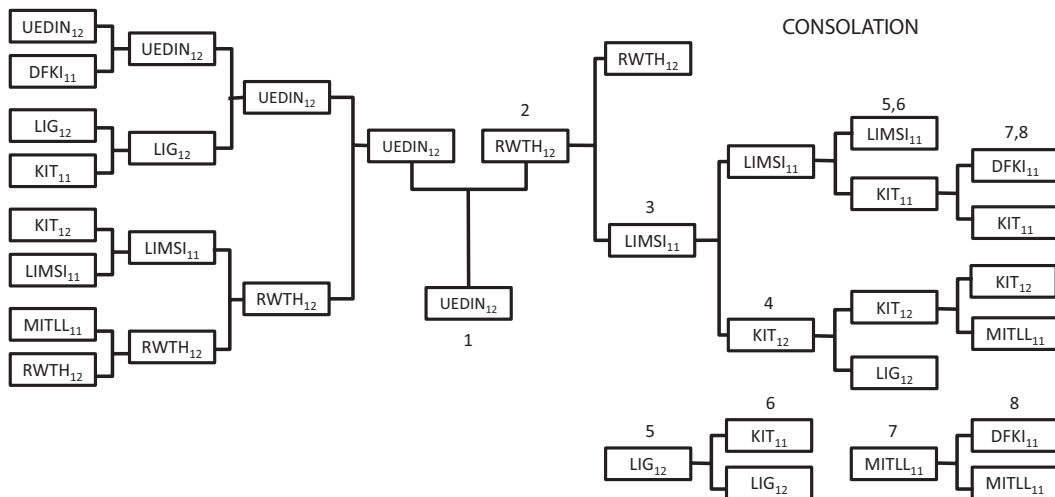 CONSOLATION
UEDIN₁₂
DFKI₁₁
LIG₁₂
KIT₁₁
KIT₁₂
LIMSI₁₁
MITLL₁₁
RWTH₁₂
UEDIN₁₂
LIG₁₂
LIMSI₁₁
RWTH₁₂
UEDIN₁₂
RWTH₁₂
UEDIN₁₂
UEDIN₁₂
1
2
RWTH₁₂
RWTH₁₂
3
LIMSI₁₁
LIMSI₁₁
4
KIT₁₂
5,6
LIMSI₁₁
KIT₁₁
7,8
DFKI₁₁
KIT₁₁
KIT₁₂
LIG₁₂
KIT₁₂
MITLL₁₁
5
LIG₁₂
6
KIT₁₁
LIG₁₂
7
MITLL₁₁
8
DFKI₁₁
MITLL₁₁